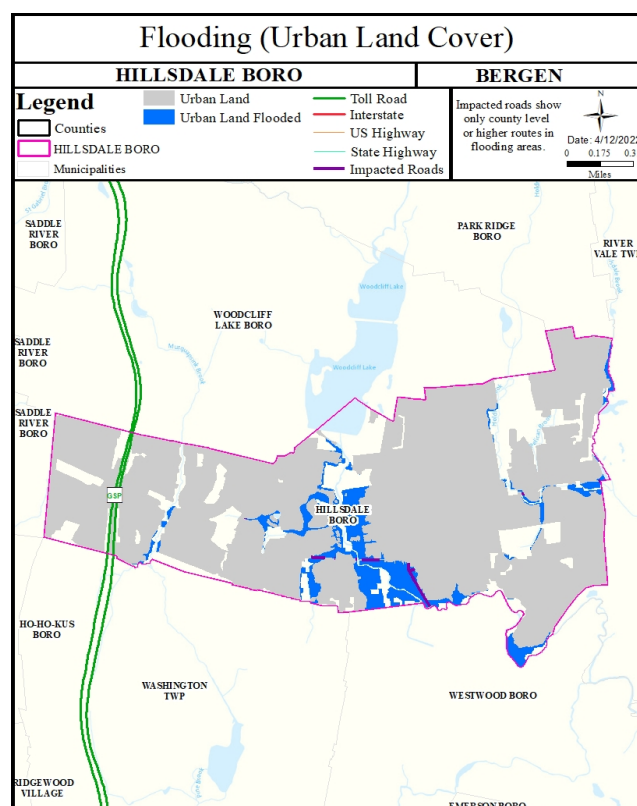 Flooding (Urban Land Cover)
HILLSDALE BORO
BERGEN
Legend
Counties
HILLSDALE BORO
Municipalities
Urban Land
Urban Land Flooded
Toll Road
Interstate
US Highway
State Highway
Impacted Roads
Impacted roads show
only county level
or higher routes in
flooding areas.
N
Date: 4/12/2022
0 0.175 0.3
Miles
SADDLE
RIVER
BORO
PARK RIDGE
BORO
RIVER
VALE TWP
Woodcliff Lake
WOODCLIFF
LAKE BORO
SADDLE
RIVER
BORO
Woodcliff Lake
SADDLE
RIVER
BORO
GSP
HILLSDALE
BORO
HO-HO-KUS
BORO
WASHINGTON
TWP
WESTWOOD BORO
RIDGEWOOD
VILLAGE
EMERSON BORO